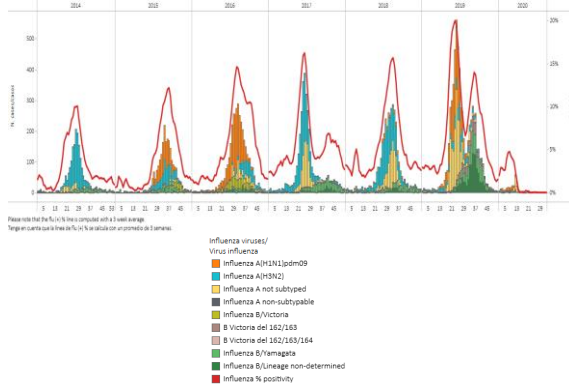 2014 2015 2016 2017 2018 2019 2020
500 20%
400 15%
300
10%
200
5%
100
0 0%
5 13 21 29 37 45 53 5 13 21 29 37 45 5 13 21 29 37 45 5 13 21 29 37 45 5 13 21 29 37 45 5 13 21 29 37 45 5 13 21 29
Please note that the flu (+) % line is computed with a 3 week average.
Tenga en cuenta que la línea de flu (+) % se calcula con un promedio de 3 semanas.
Influenza viruses/
Virus influenza
Influenza A(H1N1)pdm09
Influenza A(H3N2)
Influenza A not subtyped
Influenza A non-subtypable
Influenza B/Victoria
B Victoria del 162/163
B Victoria del 162/163/164
Influenza B/Yamagata
Influenza B/Lineage non-determined
Influenza % positivity